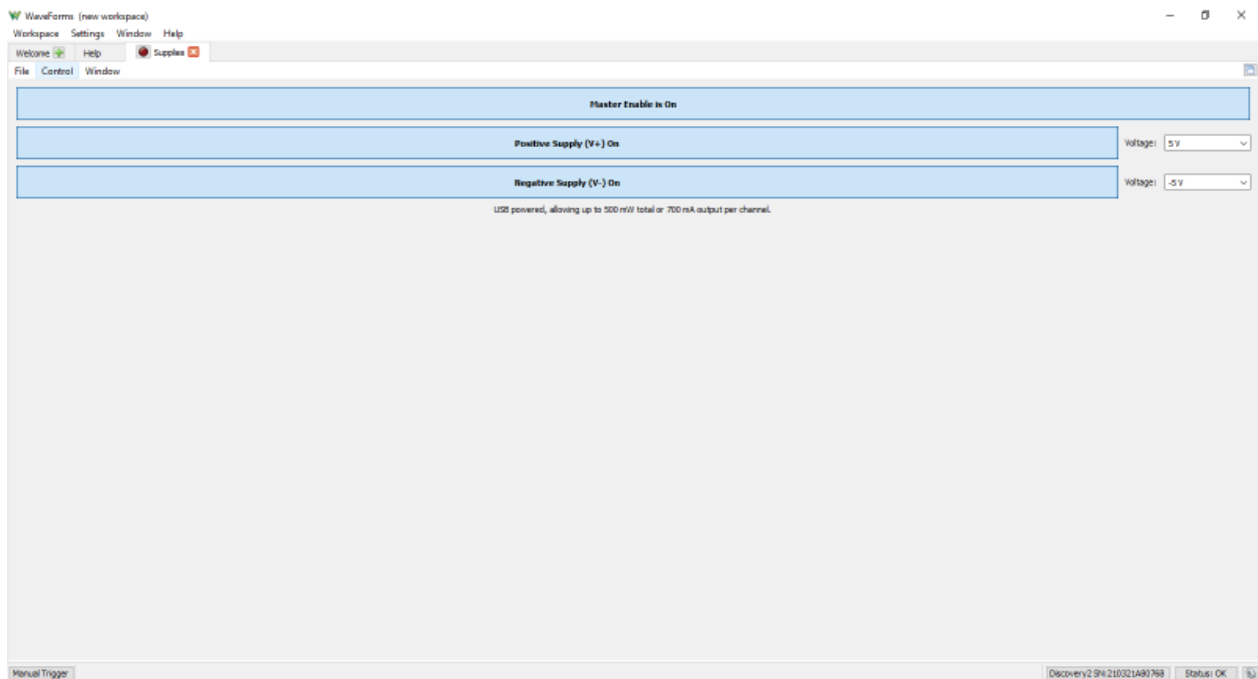 WaveForms (new workspace)
Workspace Settings Window Help
Welcome Help Supplies
File Control Window
Master Enable is On
Positive Supply (V+) On Voltage: 5 V
Negative Supply (V-) On Voltage: -5 V
USB powered, allowing up to 500 mW total or 700 mA output per channel.
Manual Trigger Discovery2 SN:210321A80768 Status: OK